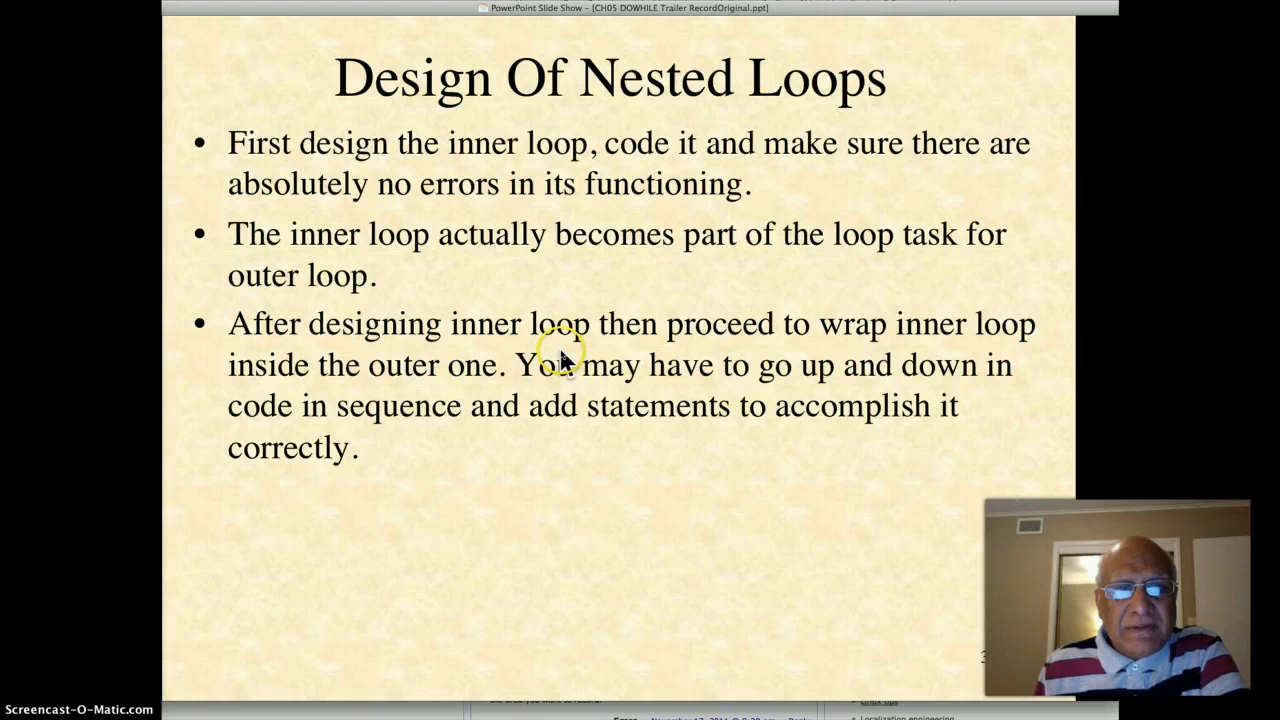 PowerPoint Slide Show - [CH05 DOWHILE Trailer RecordOriginal.ppt]
Design Of Nested Loops
• First design the inner loop, code it and make sure there are
absolutely no errors in its functioning.
• The inner loop actually becomes part of the loop task for
outer loop.
• After designing inner loop then proceed to wrap inner loop
inside the outer one. You may have to go up and down in
code in sequence and add statements to accomplish it
correctly.
Screencast-O-Matic.com
Localization engineering